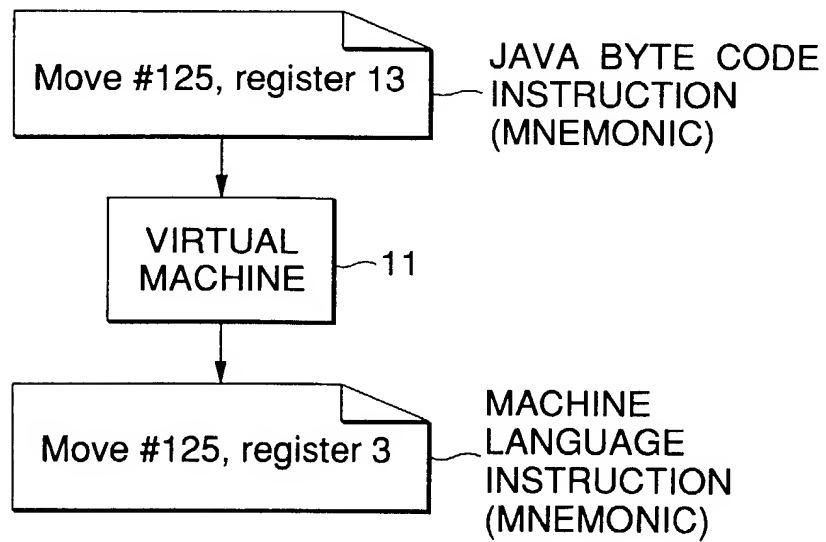 Move #125, register 13
JAVA BYTE CODE
INSTRUCTION
(MNEMONIC)
VIRTUAL
MACHINE
11
Move #125, register 3
MACHINE
LANGUAGE
INSTRUCTION
(MNEMONIC)